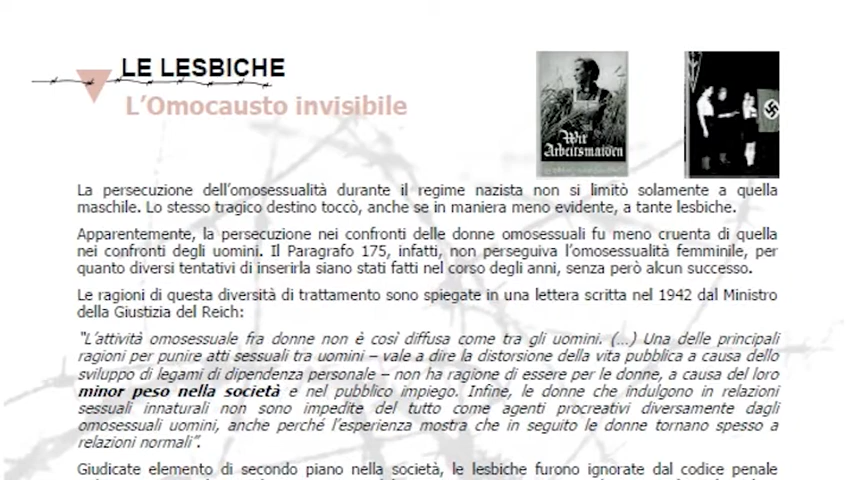 LE LESBICHE
L'Omocausto invisibile
Wir
Arbeitsmaiden
La persecuzione dell'omosessualità durante il regime nazista non si limitò solamente a quella
maschile. Lo stesso tragico destino toccò, anche se in maniera meno evidente, a tante lesbiche.
Apparentemente, la persecuzione nei confronti delle donne omosessuali fu meno cruenta di quella
nei confronti degli uomini. Il Paragrafo 175, infatti, non perseguiva l'omosessualità femminile, per
quanto diversi tentativi di inserirla siano stati fatti nel corso degli anni, senza però alcun successo.
Le ragioni di questa diversità di trattamento sono spiegate in una lettera scritta nel 1942 dal Ministro
della Giustizia del Reich:
"L'attività omosessuale fra donne non è così diffusa come tra gli uomini. (...) Una delle principali
ragioni per punire atti sessuali tra uomini – vale a dire la distorsione della vita pubblica a causa dello
sviluppo di legami di dipendenza personale – non ha ragione di essere per le donne, a causa del loro
minor peso nella società e nel pubblico impiego. Infine, le donne che indulgono in relazioni
sessuali innaturali non sono impedite del tutto come agenti procreativi diversamente dagli
omosessuali uomini, anche perché l'esperienza mostra che in seguito le donne tornano spesso a
relazioni normali".
Giudicate elemento di secondo piano nella società, le lesbiche furono ignorate dal codice penale